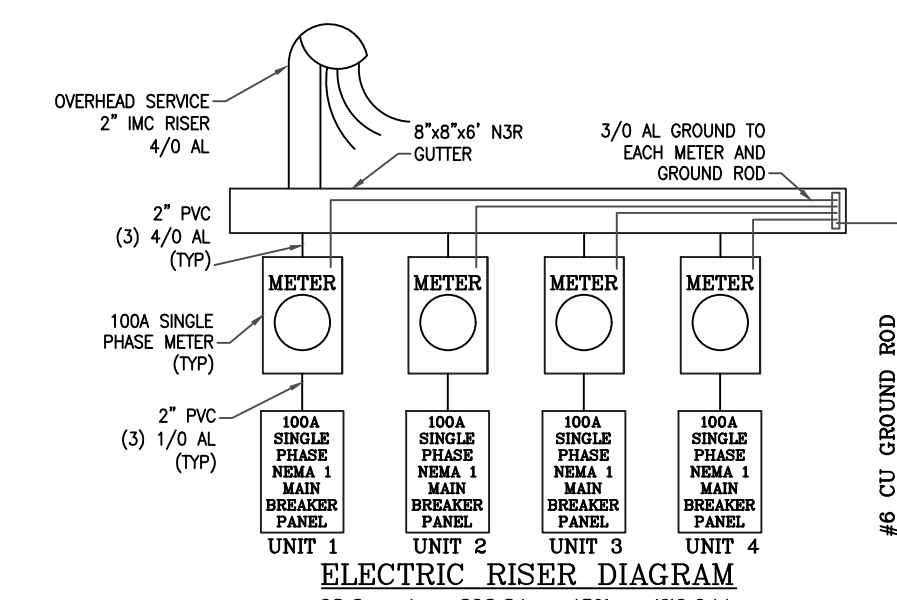 OVERHEAD SERVICE
2" IMC RISER
4/0 AL
8"x8"x6' N3R
GUTTER
3/0 AL GROUND TO
EACH METER AND
GROUND ROD
2" PVC
(3) 4/0 AL
(TYP)
METER
METER
METER
METER
100A SINGLE
PHASE METER
(TYP)
2" PVC
(3) 1/0 AL
(TYP)
100A
SINGLE
PHASE
NEMA 1
MAIN
BREAKER
PANEL
UNIT 1
100A
SINGLE
PHASE
NEMA 1
MAIN
BREAKER
PANEL
UNIT 2
100A
SINGLE
PHASE
NEMA 1
MAIN
BREAKER
PANEL
UNIT 3
100A
SINGLE
PHASE
NEMA 1
MAIN
BREAKER
PANEL
UNIT 4
#6 CU GROUND ROD
ELECTRIC RISER DIAGRAM